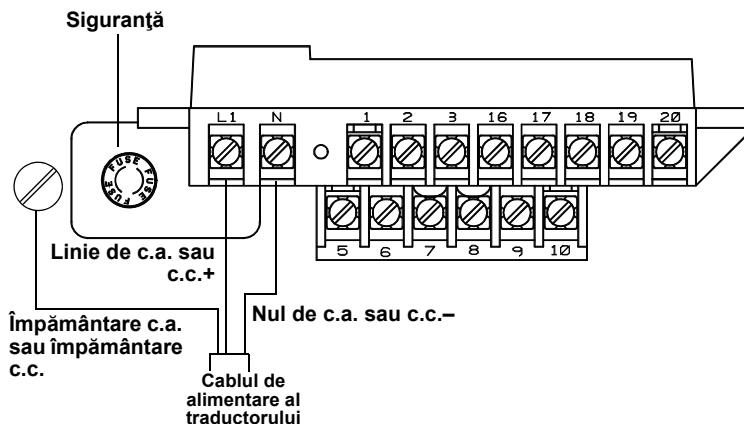 Siguranţă
L1 N 1 2 3 16 17 18 19 20
FUSE FUSE FUSE
5 6 7 8 9 10
Linie de c.a. sau
c.c.+
Nul de c.a. sau c.c.–
Împământare c.a.
sau împământare
c.c.
Cablul de
alimentare al
traductorului